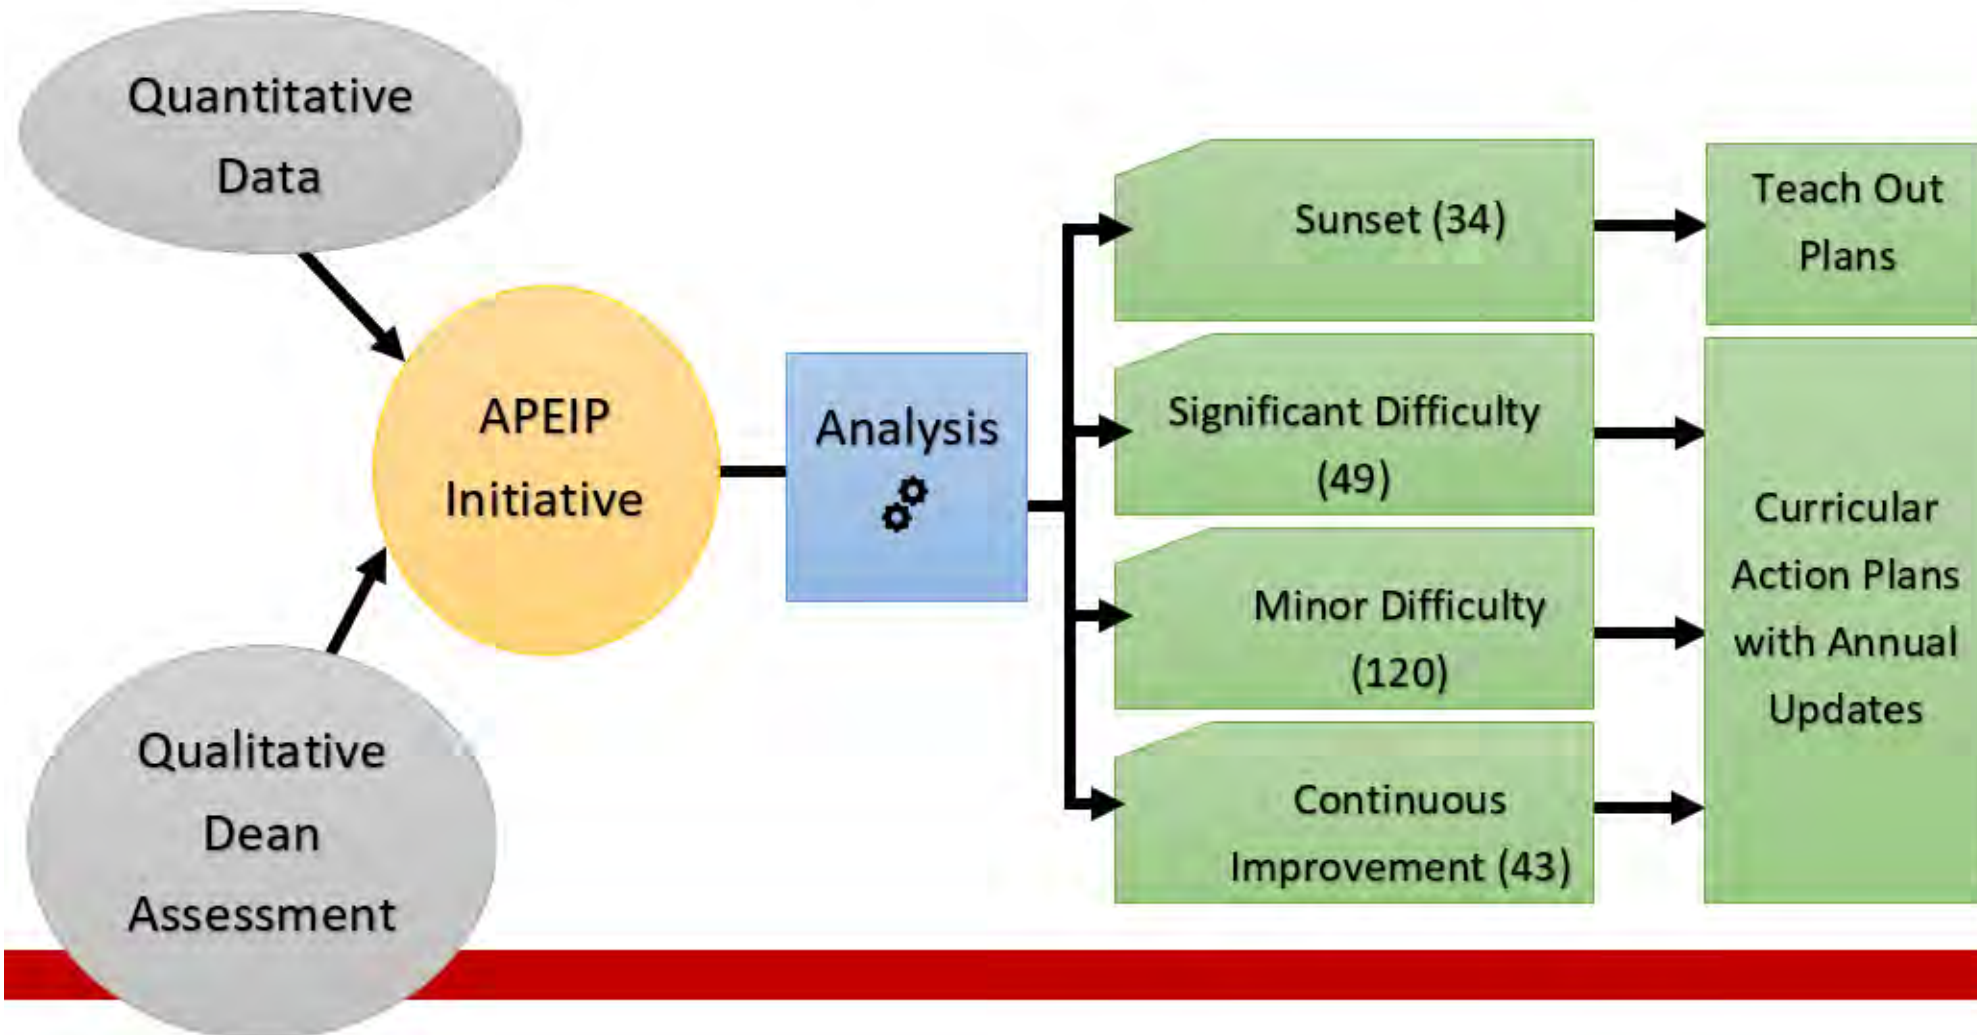 Quantitative
Data
APEIP
Initiative
Qualitative
Dean
Assessment
Analysis
Sunset (34)
Significant Difficulty
(49)
Minor Difficulty
(120)
Continuous
Improvement (43)
Teach Out
Plans
Curricular
Action Plans
with Annual
Updates